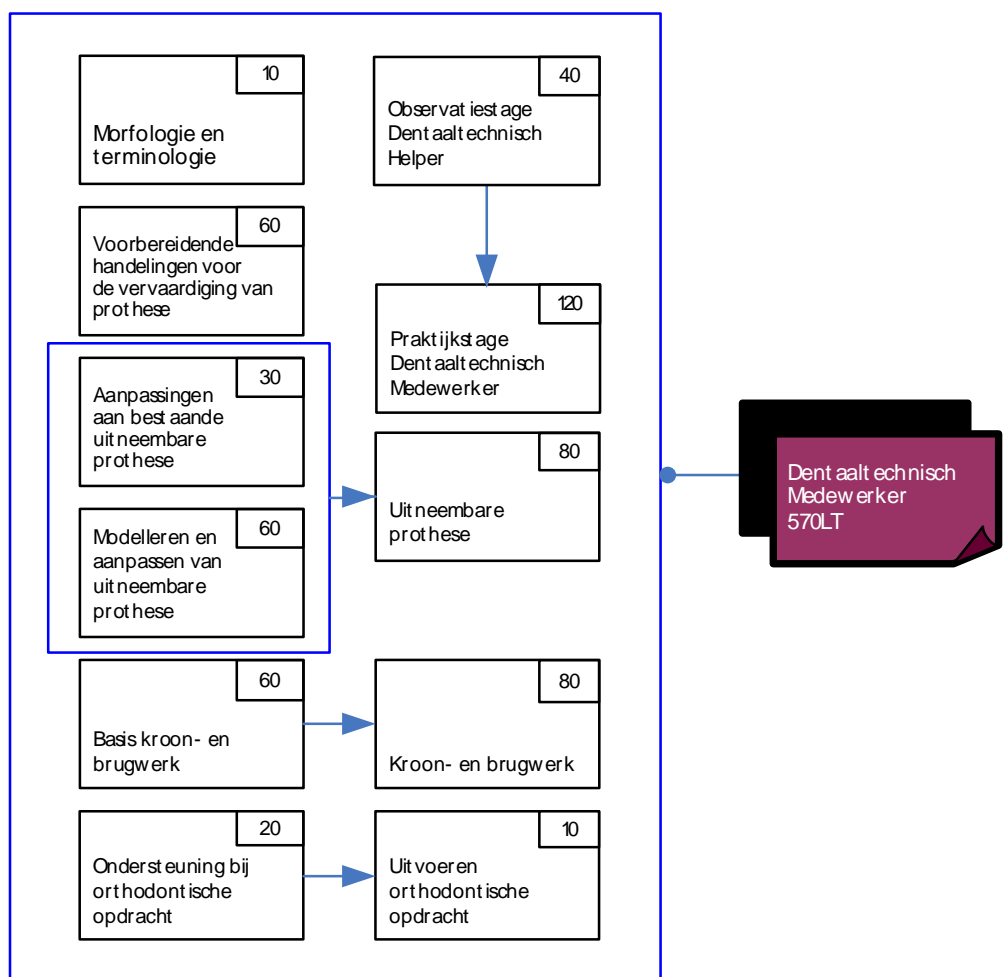 10
Morfologie en
terminologie
40
Observatiestage
Dentaaltechnisch
Helper
60
Voorbereidende
handelingen voor
de vervaardiging van
prothese
120
Praktijkstage
Dentaaltechnisch
Medewerker
30
Aanpassingen
aan bestaande
uitneembare
prothese
80
Uitneembare
prothese
60
Modelleren en
aanpassen van
uitneembare
prothese
60
Basis kroon- en
brugwerk
80
Kroon- en brugwerk
20
Ondersteuning bij
orthodontische
opdracht
10
Uitvoeren
orthodontische
opdracht
Dentaaltechnisch
Medewerker
570LT